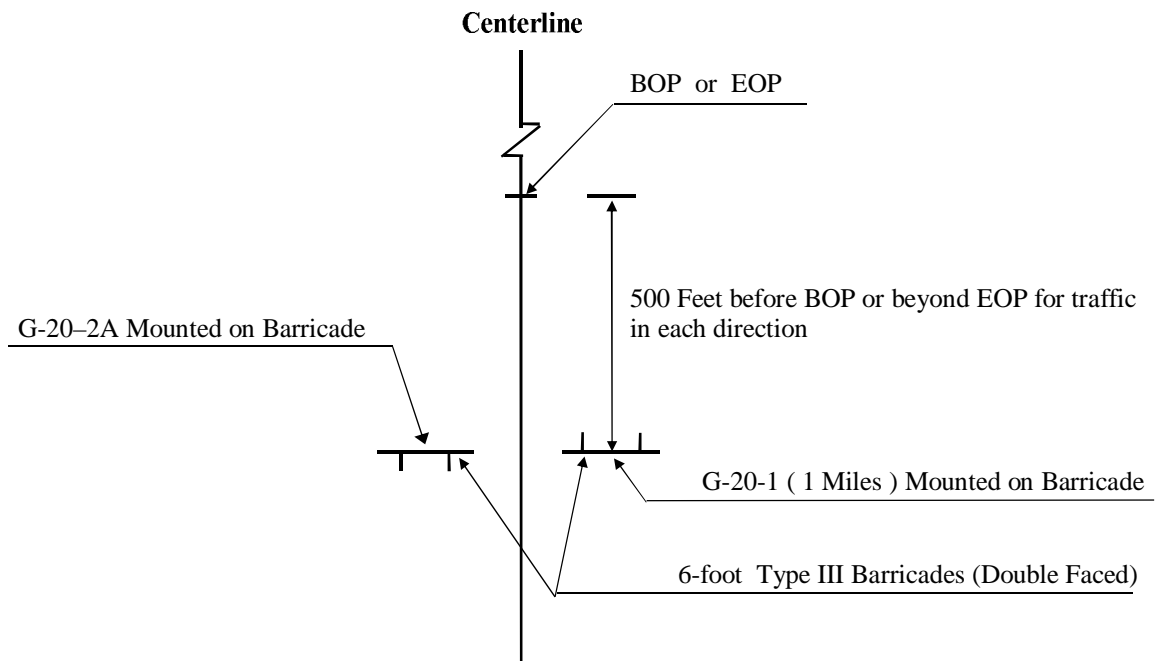 Centerline
BOP or EOP
500 Feet before BOP or beyond EOP for traffic
in each direction
G-20–2A Mounted on Barricade
G-20-1 ( 1 Miles ) Mounted on Barricade
6-foot Type III Barricades (Double Faced)